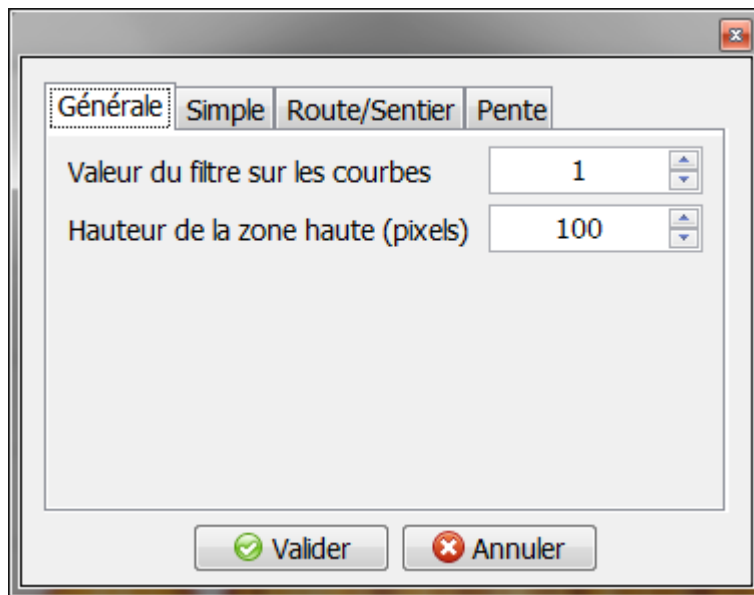 Générale Simple Route/Sentier Pente
Valeur du filtre sur les courbes 1
Hauteur de la zone haute (pixels) 100
Valider Annuler